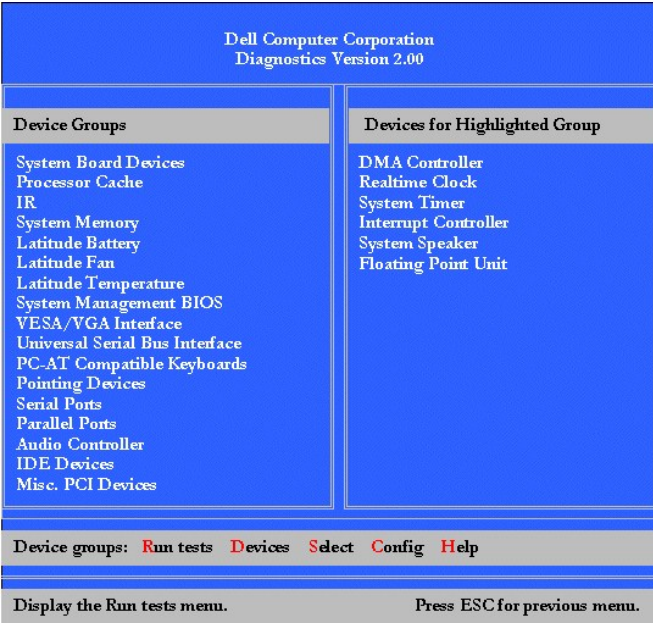 Dell Computer Corporation
Diagnostics Version 2.00
Device Groups
System Board Devices
Processor Cache
IR
System Memory
Latitude Battery
Latitude Fan
Latitude Temperature
System Management BIOS
VESA/VGA Interface
Universal Serial Bus Interface
PC-AT Compatible Keyboards
Pointing Devices
Serial Ports
Parallel Ports
Audio Controller
IDE Devices
Misc. PCI Devices
Devices for Highlighted Group
DMA Controller
Realtime Clock
System Timer
Interrupt Controller
System Speaker
Floating Point Unit
Device groups: Run tests Devices Select Config Help
Display the Run tests menu. Press ESC for previous menu.